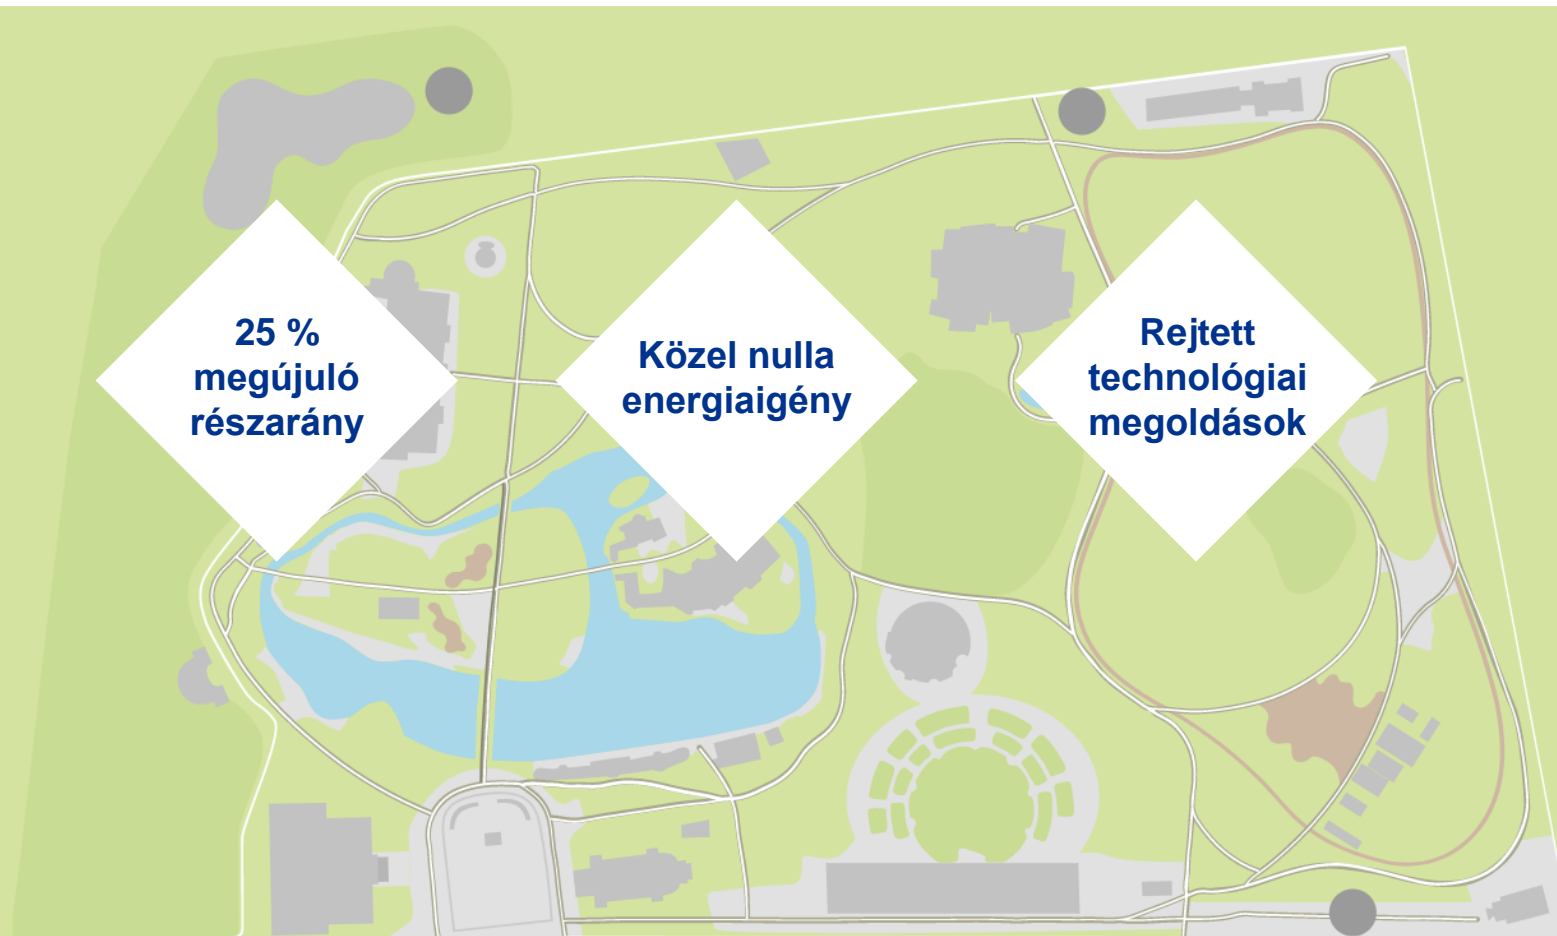 25 %
megújuló
részarány
Közel nulla
energiaigény
Rejtett
technológiai
megoldások